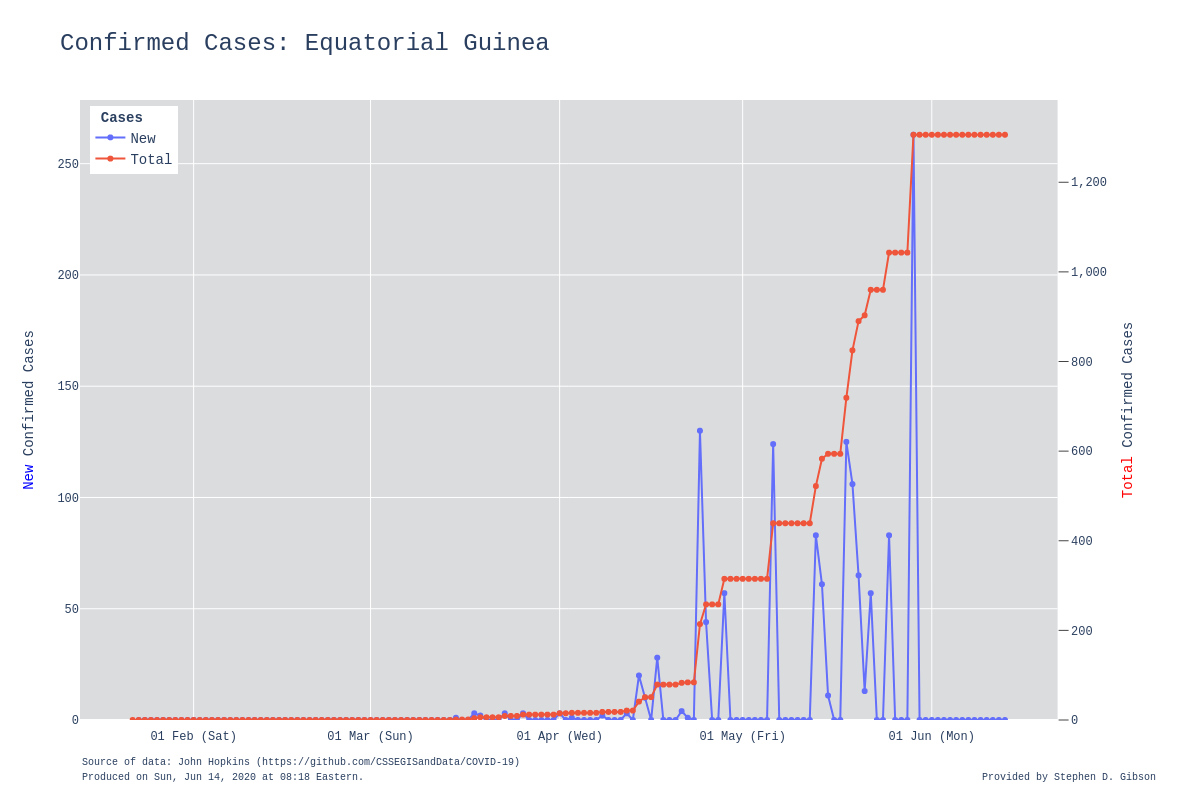 Confirmed Cases: Equatorial Guinea
Cases
New
Total
250
200
150
100
50
0
1,200
1,000
800
600
400
200
0
New Confirmed Cases
Total Confirmed Cases
01 Feb (Sat)
01 Mar (Sun)
01 Apr (Wed)
01 May (Fri)
01 Jun (Mon)
Source of data: John Hopkins (https://github.com/CSSEGISandData/COVID-19)
Produced on Sun, Jun 14, 2020 at 08:18 Eastern.
Provided by Stephen D. Gibson